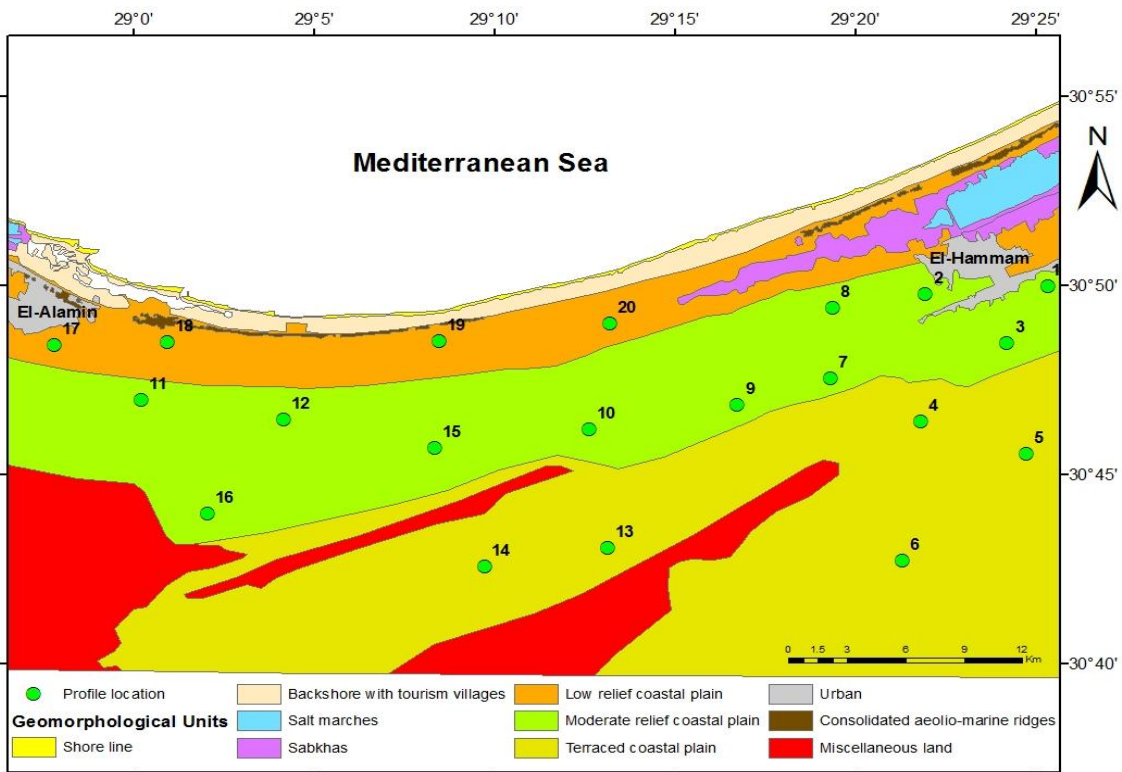 29°0' 29°5' 29°10' 29°15' 29°20' 29°25'
30°55'
N
Mediterranean Sea
El-Hammam
1
30°50'
2
8
El-Alamin
20
17
18
19
3
7
11
9
12
4
10
15
5
30°45'
16
13
14
6
0 1.5 3 6 9 12
Km
30°40'
Profile location
Geomorphological Units
Shore line
Backshore with tourism villages
Salt marches
Sabkhas
Low relief coastal plain
Moderate relief coastal plain
Terraced coastal plain
Urban
Consolidated aeolio-marine ridges
Miscellaneous land